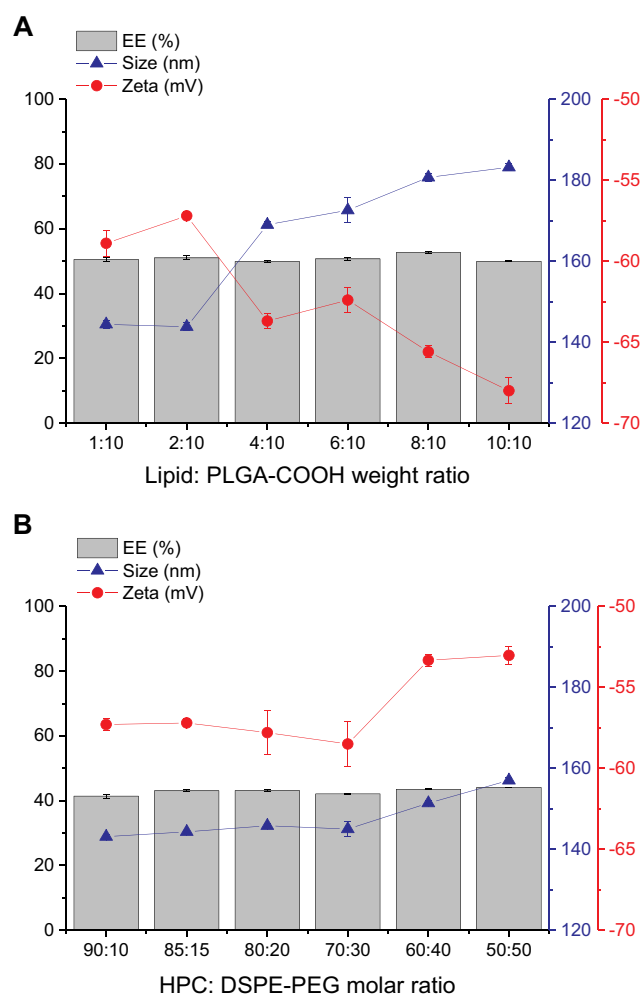 A
EE (%)
Size (nm)
Zeta (mV)
100 200 -50
80 180 -55
60 160 -60
40
20 140 -65
0 120 -70
1:10 2:10 4:10 6:10 8:10 10:10
Lipid: PLGA-COOH weight ratio
B
EE (%)
Size (nm)
Zeta (mV)
100 200 -50
80 180 -55
60 160 -60
40
20 140 -65
0 120 -70
90:10 85:15 80:20 70:30 60:40 50:50
HPC: DSPE-PEG molar ratio